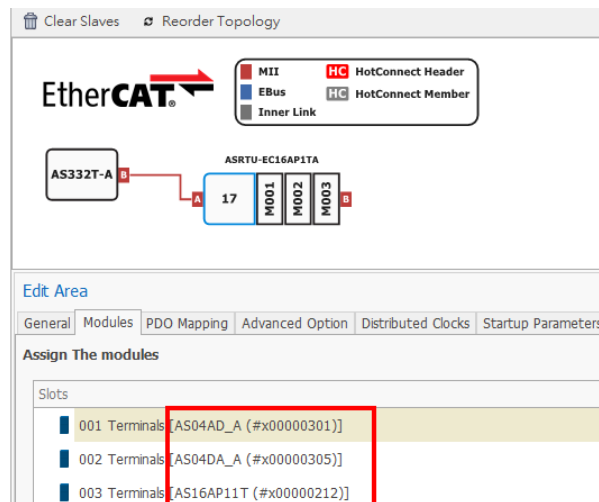 Clear Slaves Reorder Topology
EtherCAT®
MII HC HotConnect Header
EBus HC HotConnect Member
Inner Link
ASRTU-EC16AP1TA
AS332T-A B
A 17 M001 M002 M003 B
Edit Area
General Modules PDO Mapping Advanced Option Distributed Clocks Startup Parameters
Assign The modules
Slots
001 Terminals [AS04AD_A (#x00000301)]
002 Terminals [AS04DA_A (#x00000305)]
003 Terminals [AS16AP11T (#x00000212)]